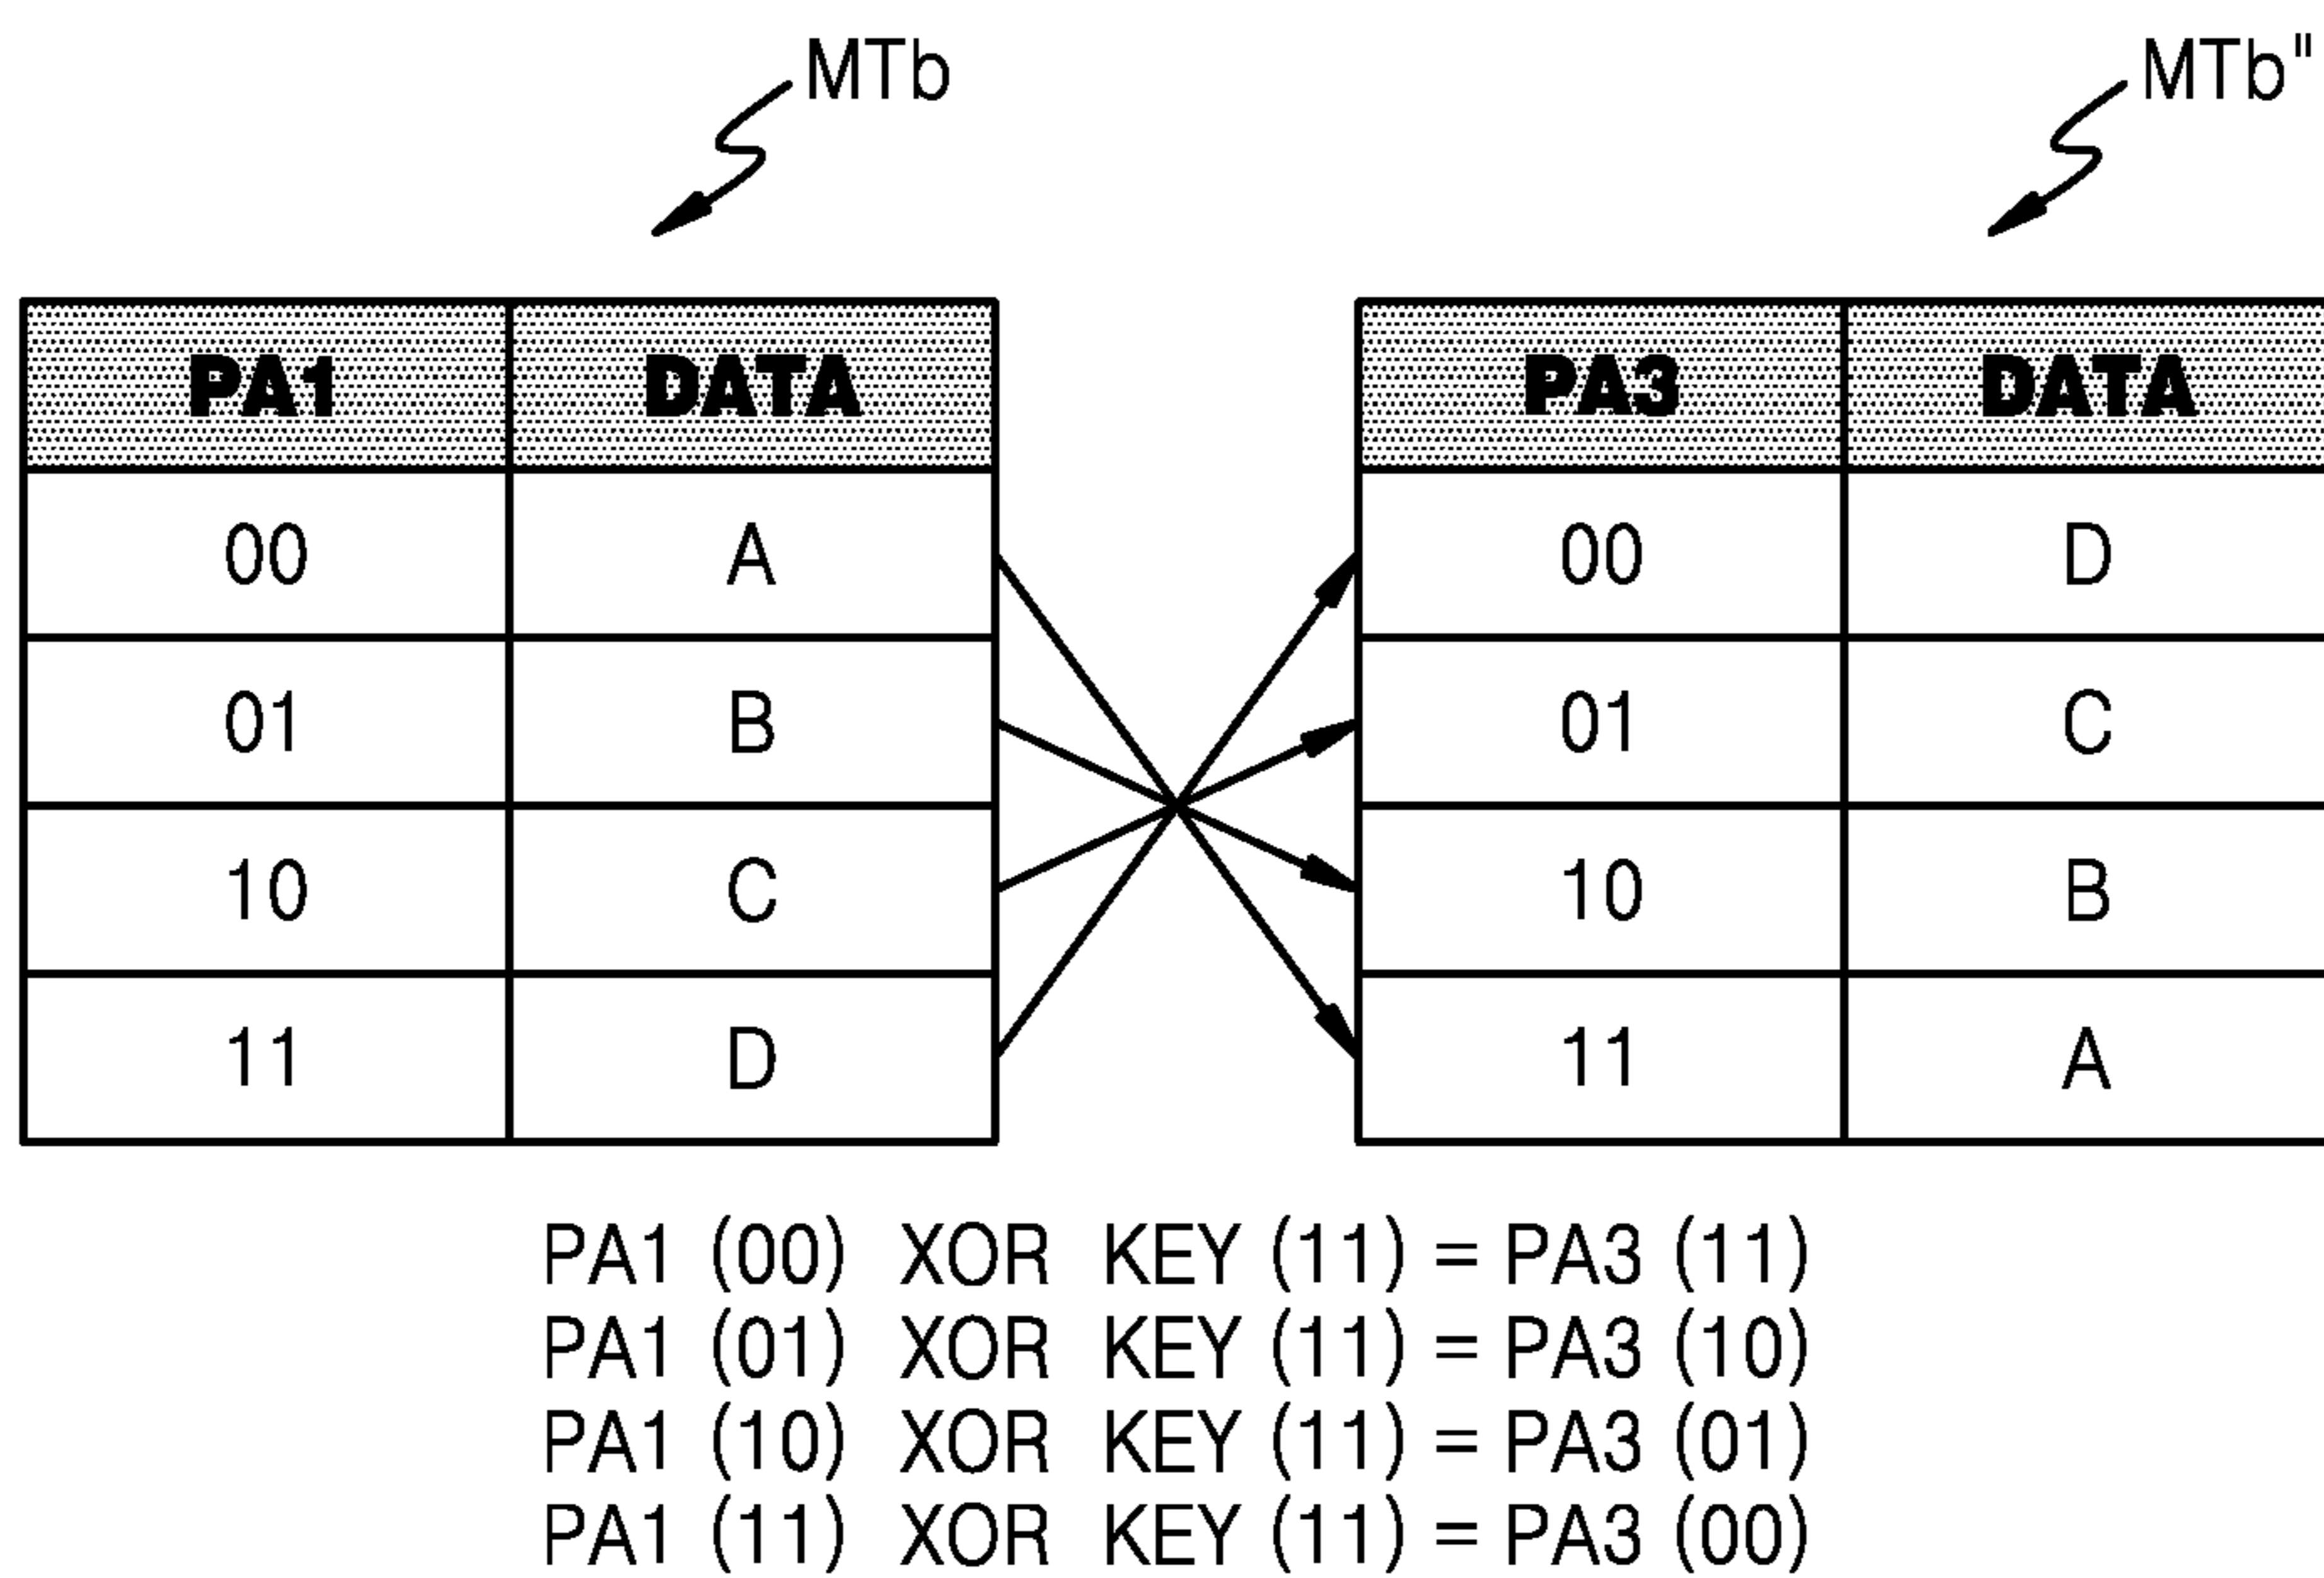 MTb MTb"
PA1 DATA PA3 DATA
00 A 00 D
01 B 01 C
10 C 10 B
11 D 11 A
PA1 (00) XOR KEY (11) = PA3 (11)
PA1 (01) XOR KEY (11) = PA3 (10)
PA1 (10) XOR KEY (11) = PA3 (01)
PA1 (11) XOR KEY (11) = PA3 (00)